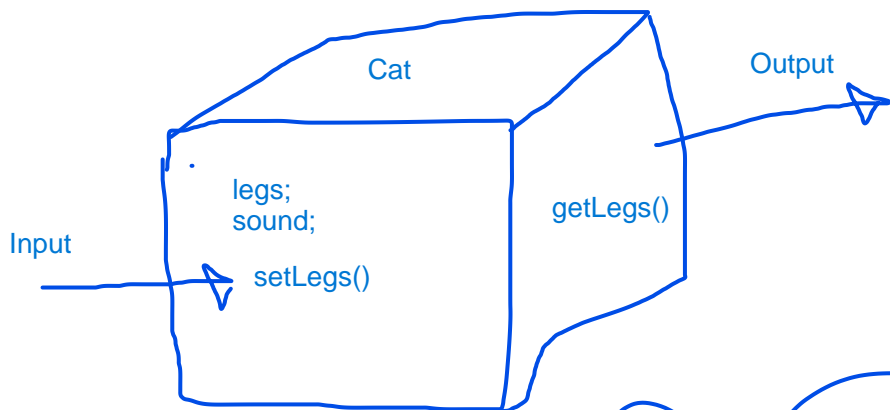 Cat
Output
legs;
sound;
getLegs()
Input
setLegs()